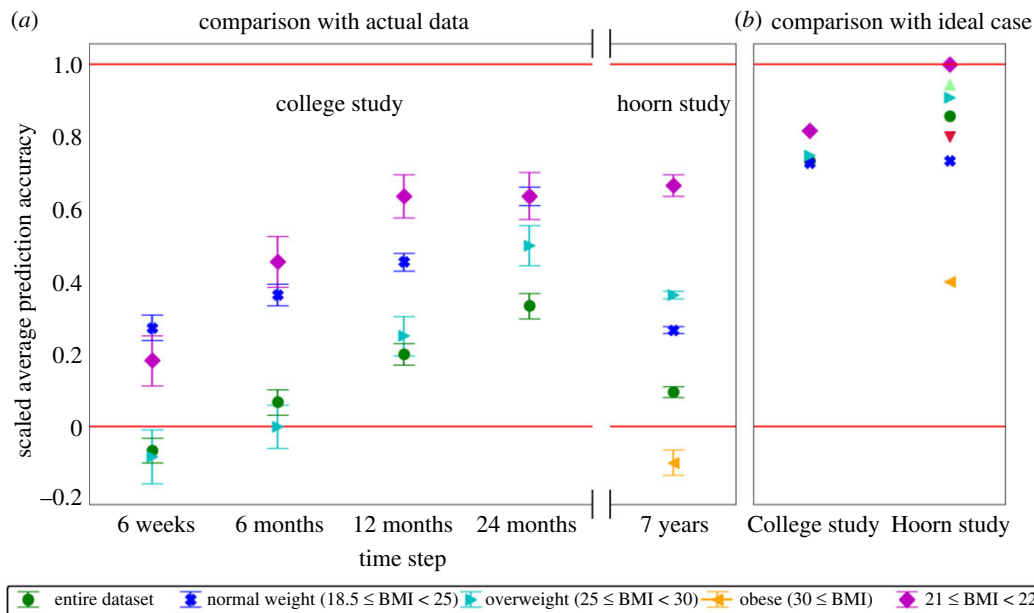 (a) comparison with actual data
(b) comparison with ideal case
college study
hoorn study
scaled average prediction accuracy
1.0
0.8
0.6
0.4
0.2
0
–0.2
6 weeks 6 months 12 months 24 months 7 years
College study Hoorn study
time step
entire dataset normal weight (18.5 ≤ BMI < 25) overweight (25 ≤ BMI < 30) obese (30 ≤ BMI) 21 ≤ BMI <